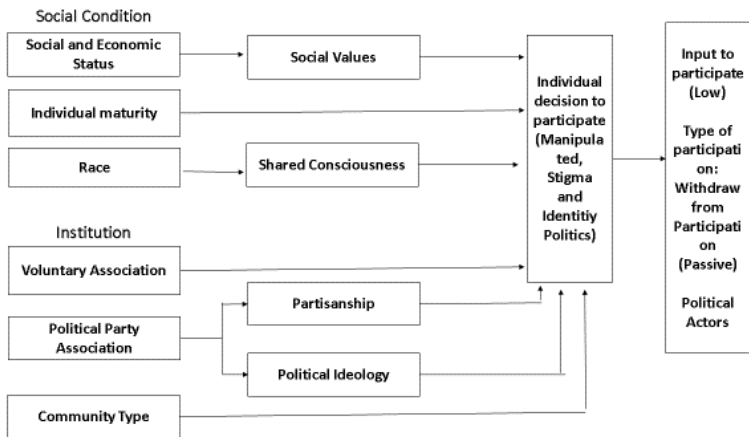 Social Condition
Social and Economic
Status
Social Values
Individual maturity
Race
Shared Consciousness
Institution
Voluntary Association
Political Party
Association
Partisanship
Political Ideology
Community Type
Individual
decision to
participate
(Manipula
ted,
Stigma
and
Identitiy
Politics)
Input to
participate
(Low)
Type of
participati
on:
Withdraw
from
Participati
on
(Passive)
Political
Actors